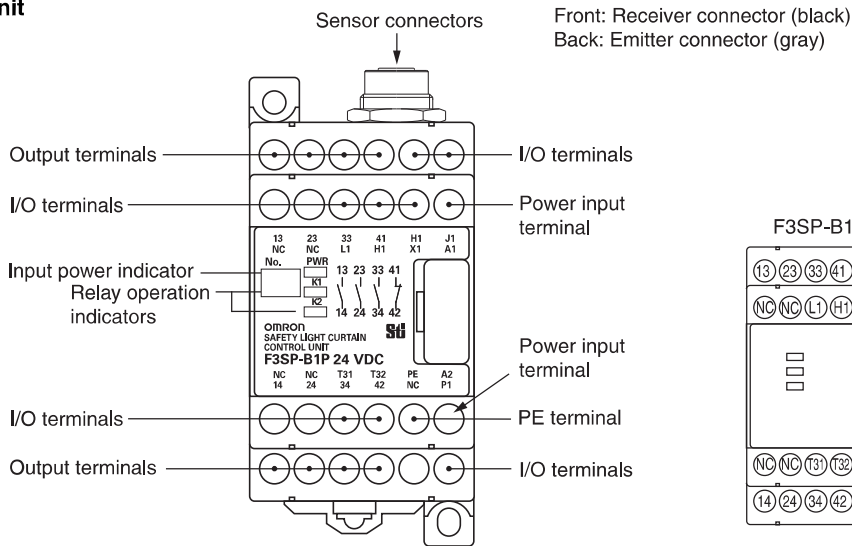 nit
Sensor connectors
Front: Receiver connector (black)
Back: Emitter connector (gray)
Output terminals
I/O terminals
I/O terminals
Power input
terminal
13 23 33 41 H1 J1
NC NC L1 H1 X1 A1
No. PWR
13 23 33 41
K1
K2
14 24 34 42
Input power indicator
Relay operation
indicators
OMRON
STI
SAFETY LIGHT CURTAIN
CONTROL UNIT
F3SP-B1P 24 VDC
NC NC T31 T32 PE A2
14 24 34 42 NC P1
Power input
terminal
I/O terminals
PE terminal
Output terminals
I/O terminals
F3SP-B1
13 23 33 41
NC NC L1 H1
NC NC T31 T32
14 24 34 42